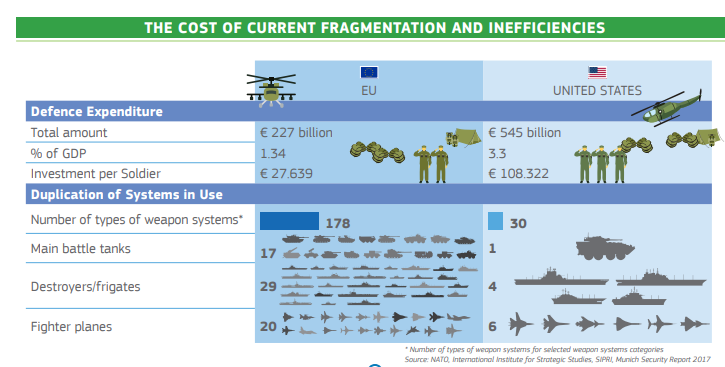 THE COST OF CURRENT FRAGMENTATION AND INEFFICIENCIES
EU UNITED STATES
Defence Expenditure
Total amount € 227 billion € 545 billion
% of GDP 1.34 3.3
Investment per Soldier € 27.639 € 108.322
Duplication of Systems in Use
Number of types of weapon systems* 178 30
Main battle tanks 17 1
Destroyers/frigates 29 4
Fighter planes 20 6
* Number of types of weapon systems for selected weapon systems categories
Source: NATO, International Institute for Strategic Studies, SIPRI, Munich Security Report 2017